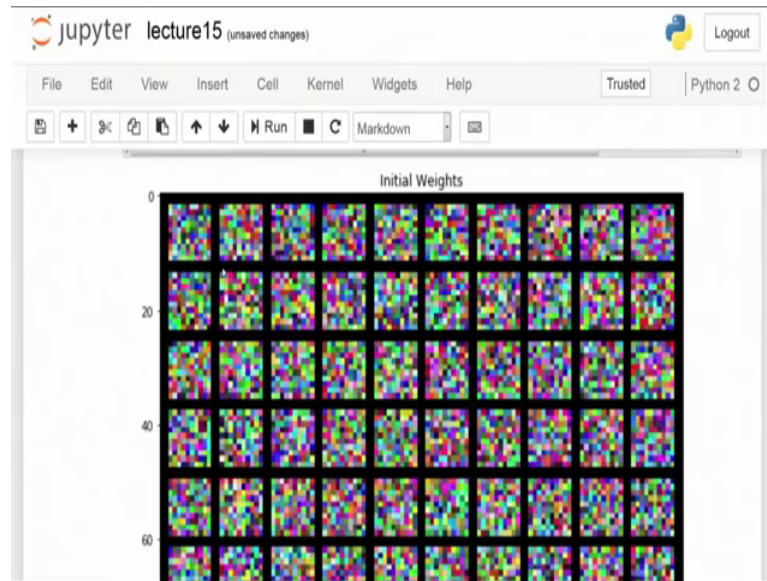 jupyter lecture15 (unsaved changes) Logout
File Edit View Insert Cell Kernel Widgets Help Trusted Python 2
Run Markdown
Initial Weights
0
20
40
60